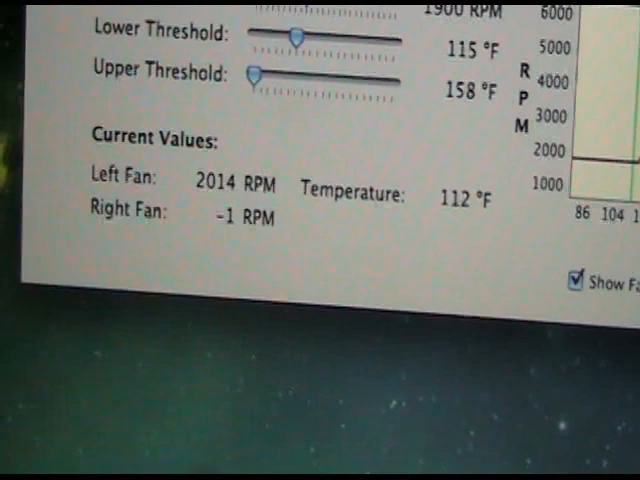 1900 RPM
Lower Threshold: 115 °F
Upper Threshold: 158 °F
Current Values:
Left Fan: 2014 RPM Temperature: 112 °F
Right Fan: -1 RPM
6000
5000
4000
3000
2000
1000
RPM
86 104
Show